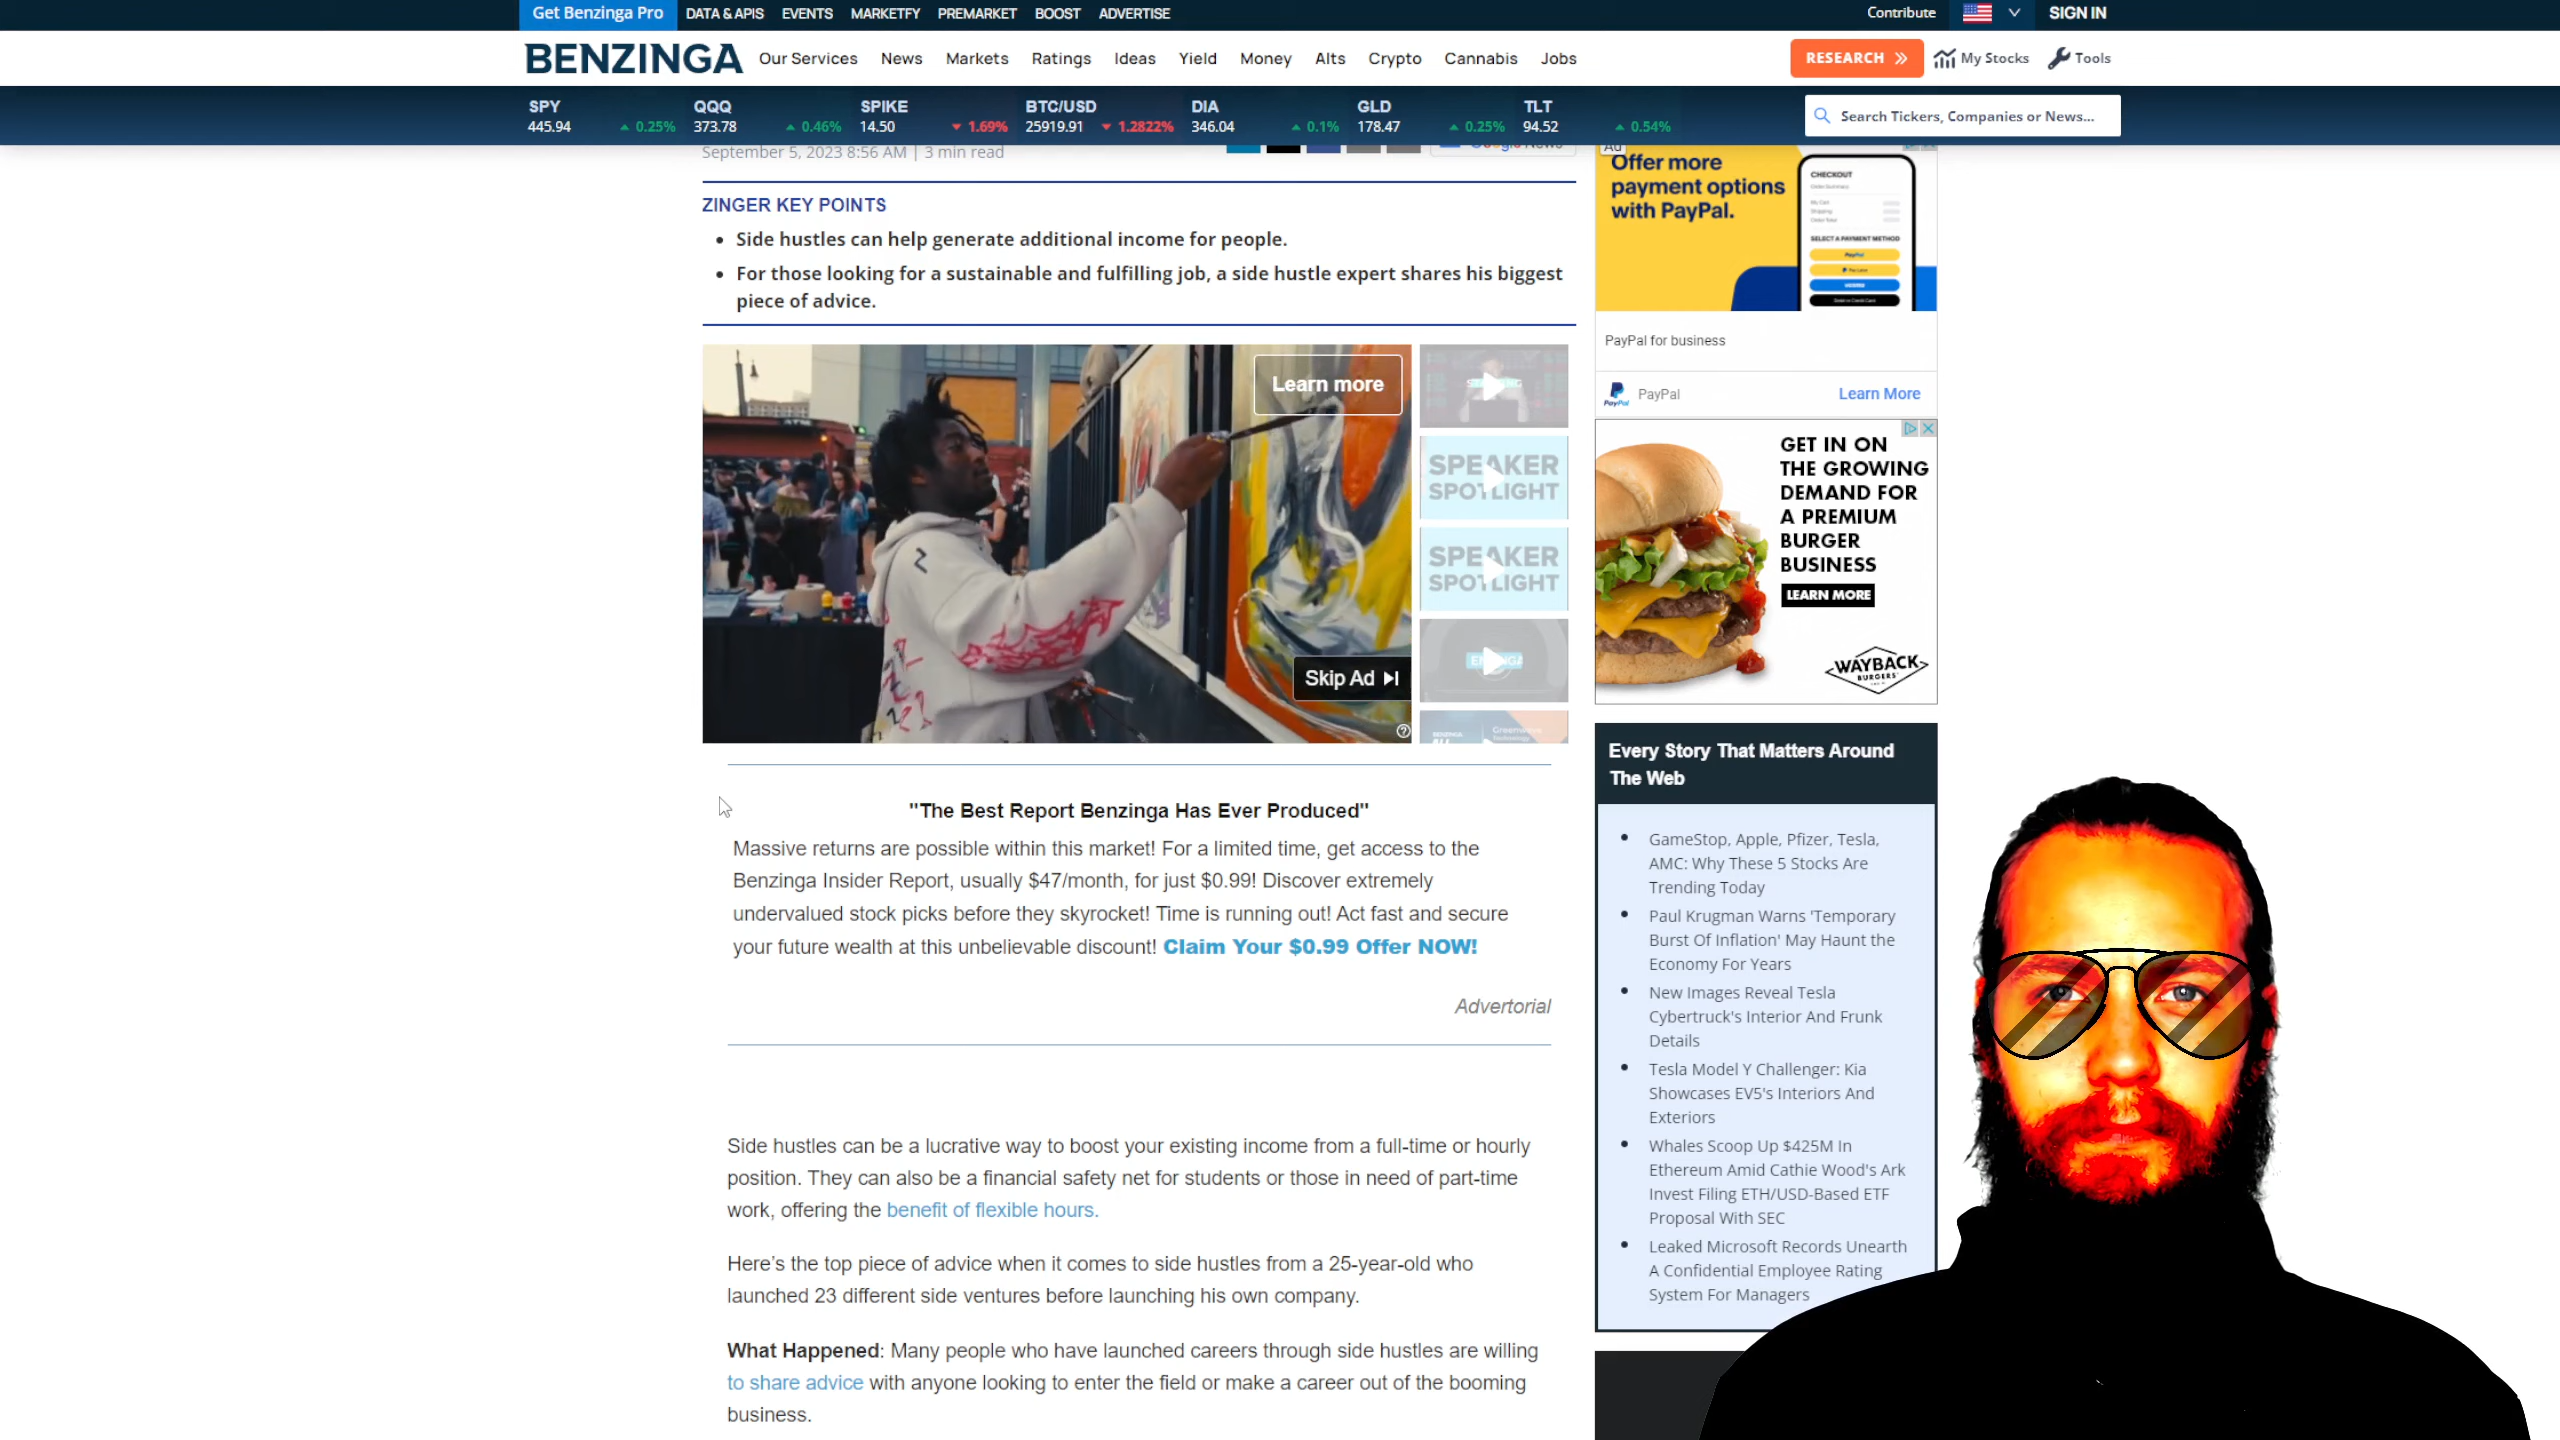 Get Benzinga Pro DATA & APIS EVENTS MARKETFY PREMARKET BOOST ADVERTISE
Contribute SIGN IN
BENZINGA Our Services News Markets Ratings Ideas Yield Money Alts Crypto Cannabis Jobs
RESEARCH My Stocks Tools
SPY QQQ SPIKE BTC/USD DIA GLD TLT
445.94 0.25% 373.78 0.46% 14.50 1.69% 25919.91 1.2822% 346.04 0.1% 178.47 0.25% 94.52 0.54%
Search Tickers, Companies or News...
September 5, 2023 8:56 AM | 3 min read
ZINGER KEY POINTS
• Side hustles can help generate additional income for people.
• For those looking for a sustainable and fulfilling job, a side hustle expert shares his biggest
piece of advice.
Learn more
Skip Ad
SPEAKER
SPOTLIGHT
SPEAKER
SPOTLIGHT
"The Best Report Benzinga Has Ever Produced"
Massive returns are possible within this market! For a limited time, get access to the
Benzinga Insider Report, usually $47/month, for just $0.99! Discover extremely
undervalued stock picks before they skyrocket! Time is running out! Act fast and secure
your future wealth at this unbelievable discount! Claim Your $0.99 Offer NOW!
Advertorial
Side hustles can be a lucrative way to boost your existing income from a full-time or hourly
position. They can also be a financial safety net for students or those in need of part-time
work, offering the benefit of flexible hours.
Here's the top piece of advice when it comes to side hustles from a 25-year-old who
launched 23 different side ventures before launching his own company.
What Happened: Many people who have launched careers through side hustles are willing
to share advice with anyone looking to enter the field or make a career out of the booming
business.
Ad
Offer more
payment options
with PayPal.
CHECKOUT
SELECT A PAYMENT METHOD
PayPal
PayPal for business
PayPal
PayPal Learn More
GET IN ON
THE GROWING
DEMAND FOR
A PREMIUM
BURGER
BUSINESS
LEARN MORE
WAYBACK
BURGERS
Every Story That Matters Around
The Web
• GameStop, Apple, Pfizer, Tesla,
AMC: Why These 5 Stocks Are
Trending Today
• Paul Krugman Warns 'Temporary
Burst Of Inflation' May Haunt the
Economy For Years
• New Images Reveal Tesla
Cybertruck's Interior And Frunk
Details
• Tesla Model Y Challenger: Kia
Showcases EV5's Interiors And
Exteriors
• Whales Scoop Up $425M In
Ethereum Amid Cathie Wood's Ark
Invest Filing ETH/USD-Based ETF
Proposal With SEC
• Leaked Microsoft Records Unearth
A Confidential Employee Rating
System For Managers